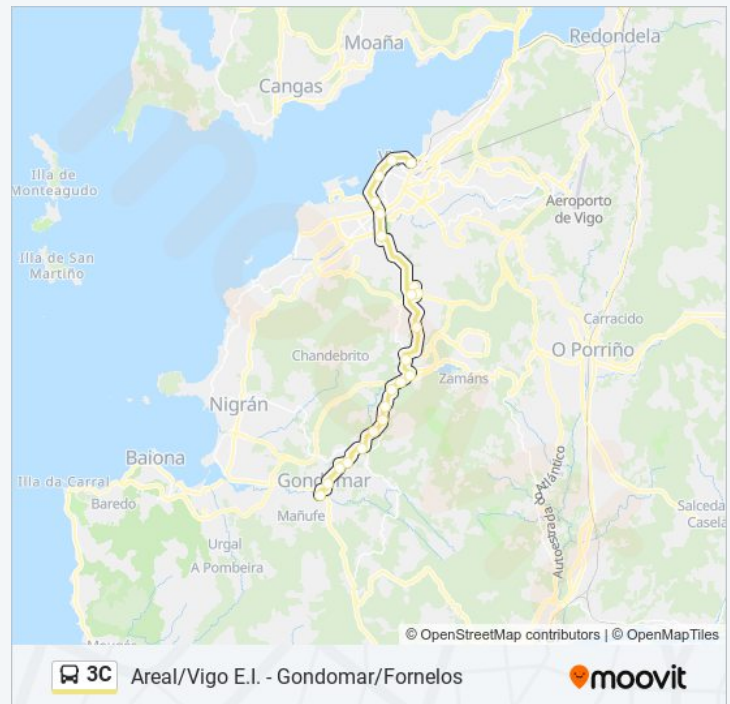 Redondela
Moaña
Cangas
Illa de
Monteagudo
Aeroporto
de Vigo
Illa de San
Martiño
Carracido
Chandebrito
O Porriño
Zamáns
Nigrán
Baiona
Illa da Carral
Gondomar
Baredo
Mañufe
Autoestrada do Atlántico
Salceda
Casela
Urgal
A Pombeira
© OpenStreetMap contributors | © OpenMapTiles
3C Areal/Vigo E.I. - Gondomar/Fornelos
moovit